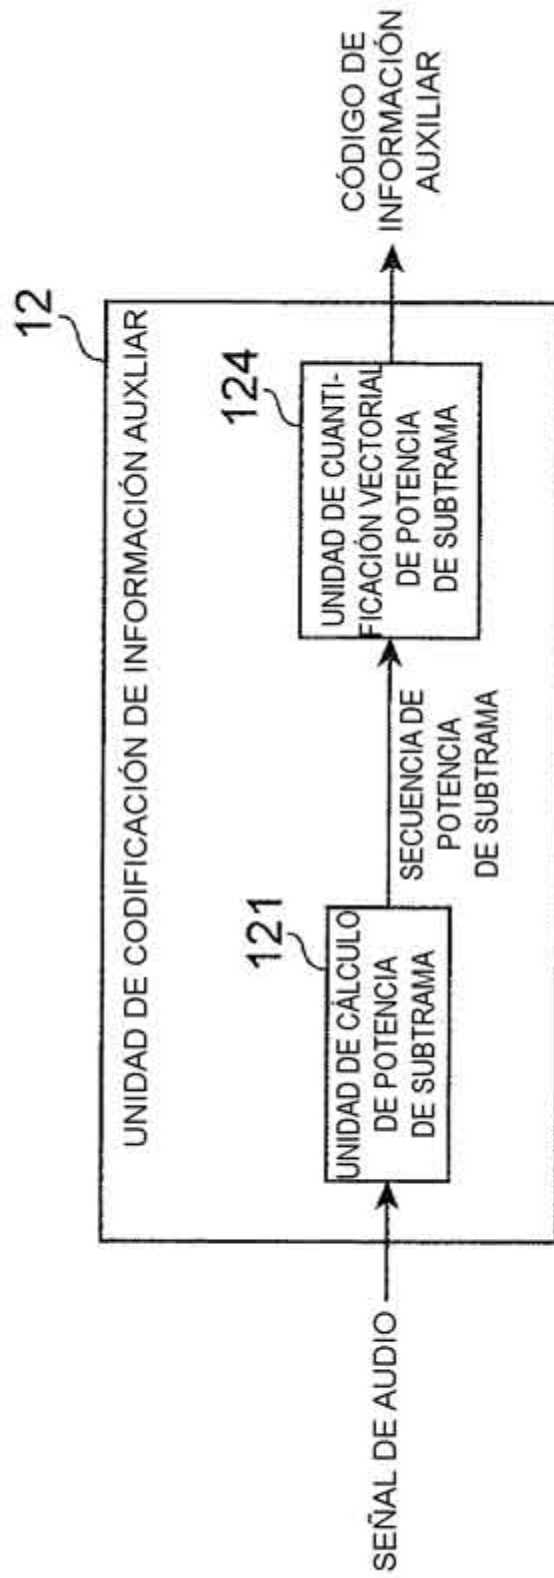 12
UNIDAD DE CODIFICACIÓN DE INFORMACIÓN AUXLIAR
SEÑAL DE AUDIO
121
UNIDAD DE CÁLCULO
DE POTENCIA
DE SUBTRAMA
SECUENCIA DE
POTENCIA
DE SUBTRAMA
124
UNIDAD DE CUANTI-
FICACIÓN VECTORIAL
DE POTENCIA
DE SUBTRAMA
CÓDIGO DE
INFORMACIÓN
AUXILIAR